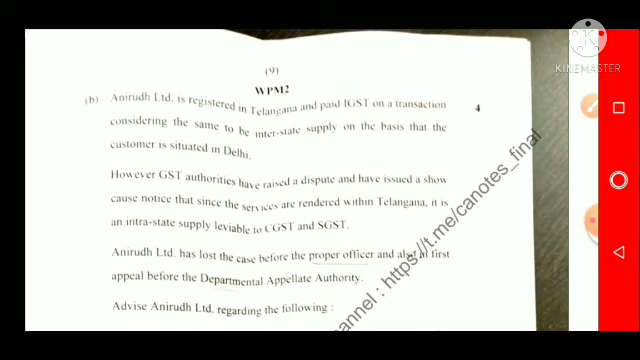 (9)
WPM2
(b) Anirudh Ltd. is registered in Telangana and paid IGST on a transaction 4
considering the same to be inter-state supply on the basis that the
customer is situated in Delhi.
However GST authorities have raised a dispute and have issued a show
cause notice that since the services are rendered within Telangana, it is
an intra-state supply leviable to CGST and SGST.
Anirudh Ltd has lost the case before the proper officer and also in first
appeal before the Departmental Appellate Authority.
Advise Anirudh Ltd. regarding the following :
annel : https://t.me/canotes_final
KINEMASTER